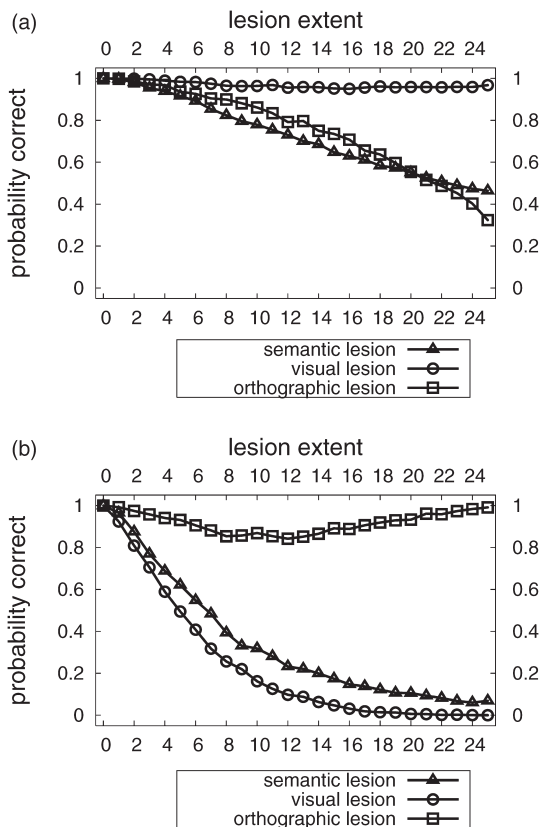 (a)
lesion extent
0 2 4 6 8 10 12 14 16 18 20 22 24
probability correct
1 1
0.8 0.8
0.6 0.6
0.4 0.4
0.2 0.2
0 0
0 2 4 6 8 10 12 14 16 18 20 22 24
semantic lesion
visual lesion
orthographic lesion
(b)
lesion extent
0 2 4 6 8 10 12 14 16 18 20 22 24
probability correct
1 1
0.8 0.8
0.6 0.6
0.4 0.4
0.2 0.2
0 0
0 2 4 6 8 10 12 14 16 18 20 22 24
semantic lesion
visual lesion
orthographic lesion